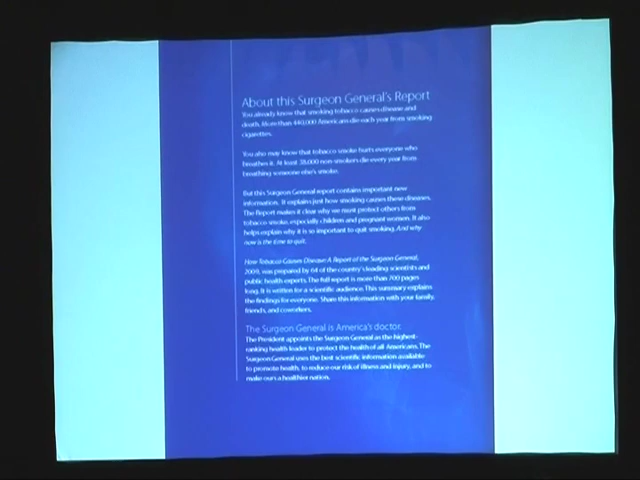 About this Surgeon General's Report
You already know that smoking tobacco causes disease and
death. More than 440,000 Americans die each year from smoking
cigarettes.
You also may know that tobacco smoke hurts everyone who
breathes it. At least 38,000 non-smokers die every year from
breathing someone else's smoke.
But this Surgeon General report contains important new
information. It explains just how smoking causes these diseases.
The Report makes it clear why we must protect others from
tobacco smoke, especially children and pregnant women. It also
helps explain why it is so important to quit smoking. And why
now is the time to quit.
How Tobacco Causes Disease: A Report of the Surgeon General,
2009, was prepared by 64 of the country's leading scientists and
public health experts. The full report is more than 700 pages
long. It is written for a scientific audience. This summary explains
the findings for everyone. Share this information with your family,
friends, and coworkers.
The Surgeon General is America's doctor.
The President appoints the Surgeon General as the highest-
ranking health leader to protect the health of all Americans. The
Surgeon General uses the best scientific information available
to promote health, to reduce our risk of illness and injury, and to
make ours a healthier nation.